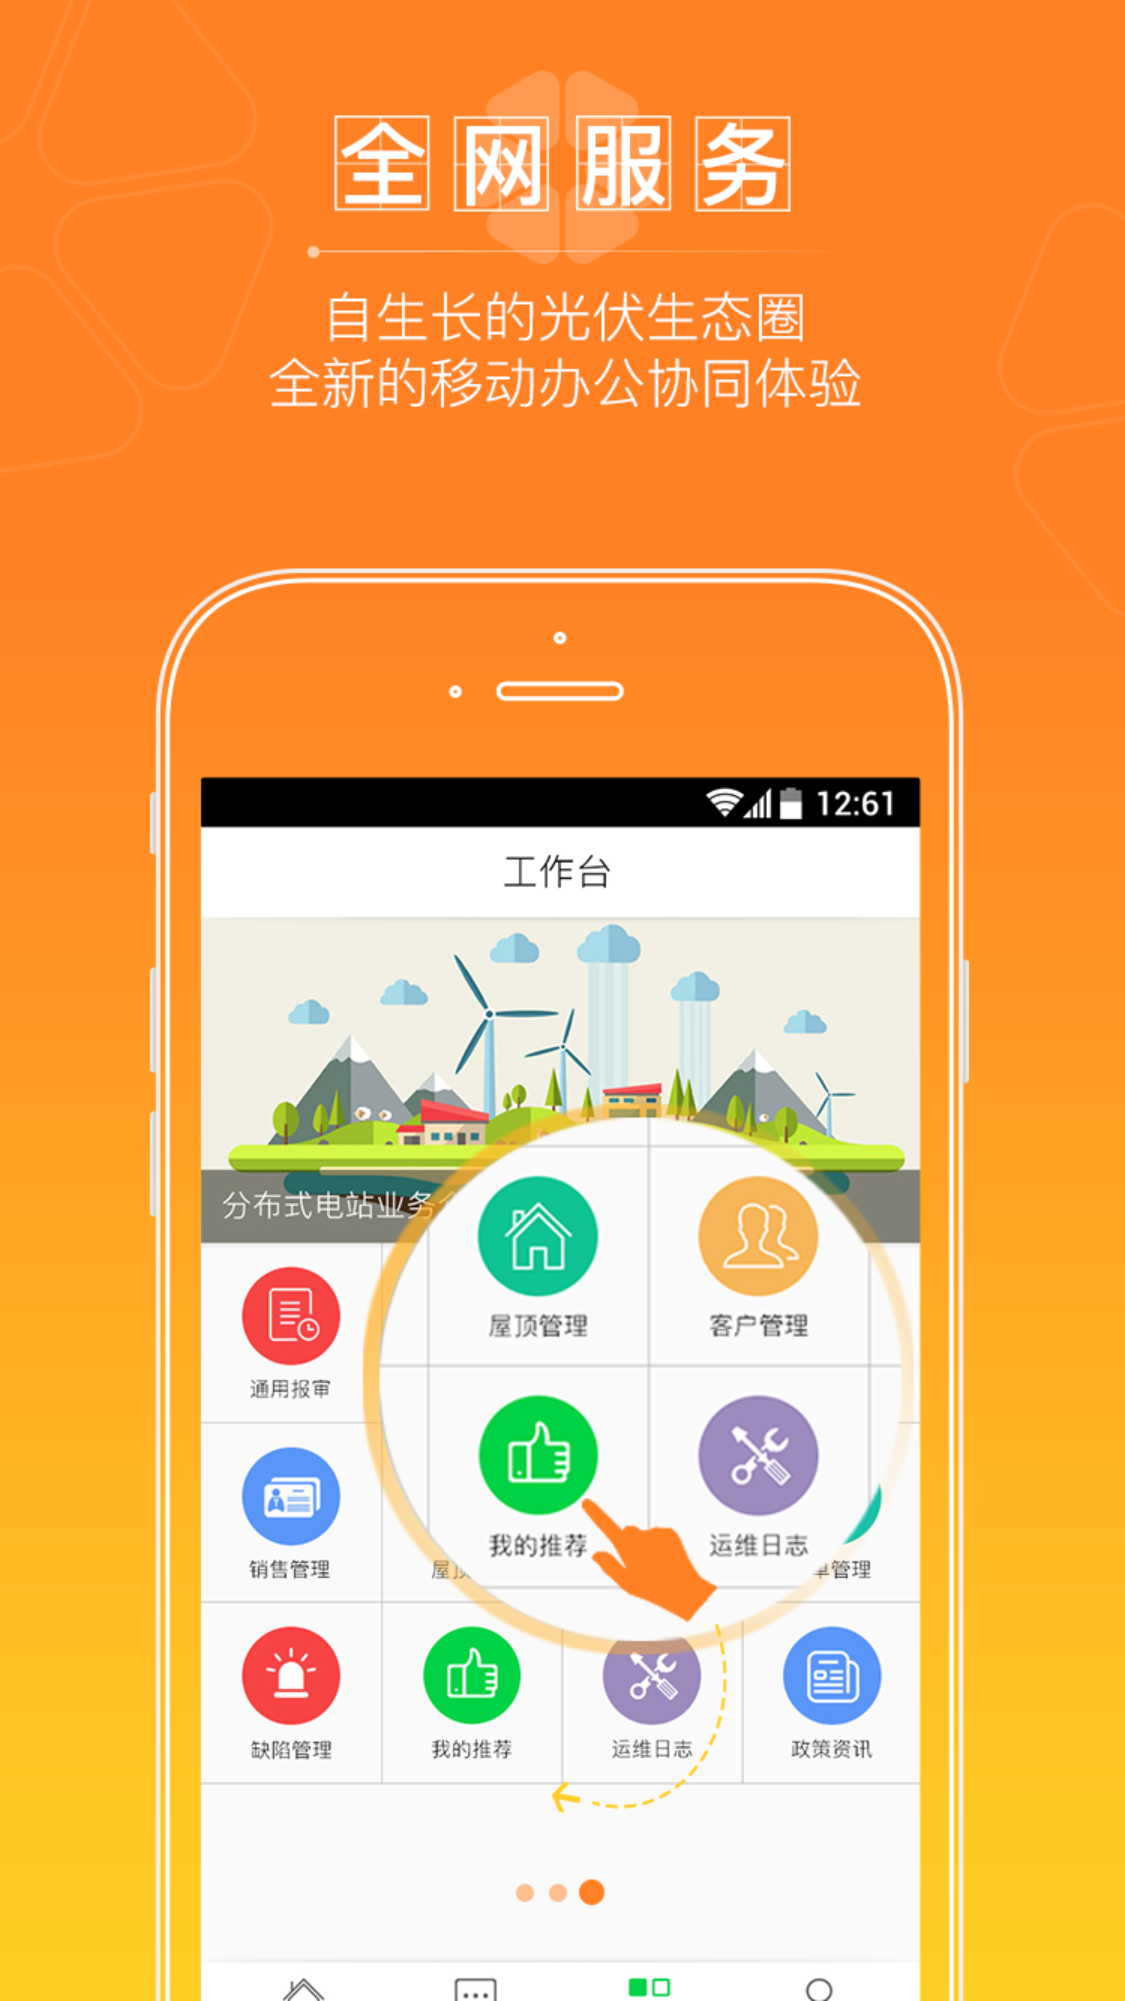 全网服务
自生长的光伏生态圈
全新的移动办公协同体验
12:61
工作台
分布式电站业务
屋顶管理
客户管理
通用报审
我的推荐
运维日志
销售管理
屋顶
单管理
缺陷管理
我的推荐
运维日志
政策资讯